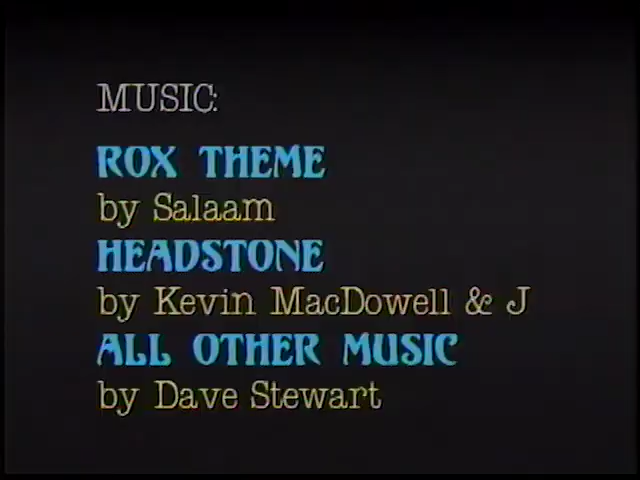 MUSIC:
ROX THEME
by Salaam
HEADSTONE
by Kevin MacDowell & J
ALL OTHER MUSIC
by Dave Stewart